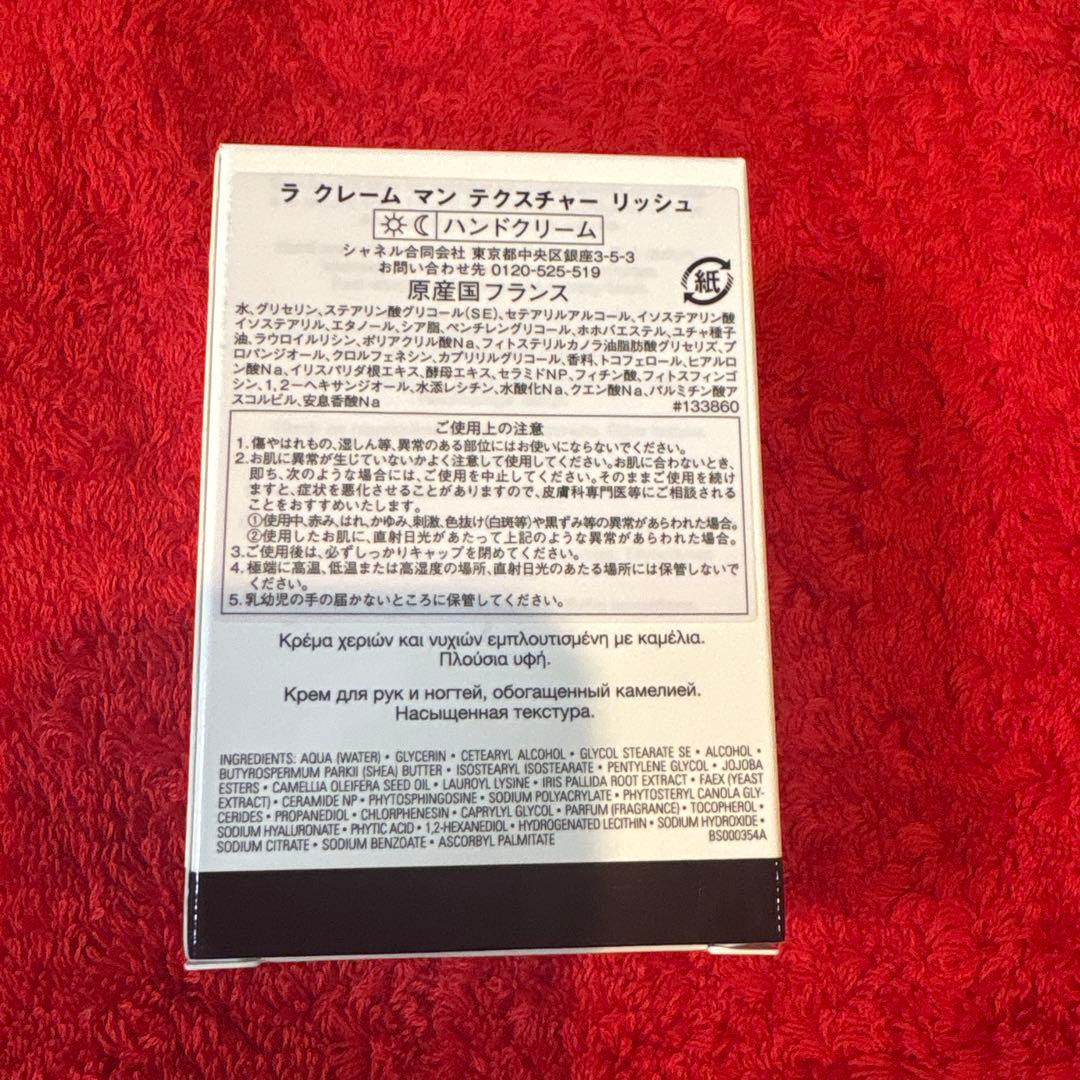 ラ クレーム マン テクスチャー リッシュ
ハンドクリーム
シャネル合同会社 東京都中央区銀座3-5-3
お問い合わせ先 0120-525-519
原産国フランス
紙
水、グリセリン、ステアリン酸グリコール(SE)、セテアリルアルコール、イソステアリン酸
イソステアリル、エタノール、シア脂、ペンチレングリコール、ホホバエステル、ユチャ種子
油、ラウロイルリシン、ポリアクリル酸Na、フィトステリルカノラ油脂肪酸グリセリズ、プ
ロパンジオール、クロルフェネシン、カプリリルグリコール、香料、トコフェロール、ヒアルロ
ン酸Na、イリスパリダ根エキス、酵母エキス、セラミドNP、フィチン酸、フィトスフィンゴ
シン、1,2-ヘキサンジオール、水添レシチン、水酸化Na、クエン酸Na、パルミチン酸ア
スコルビル、安息香酸Na
#133860
ご使用上の注意
1.傷やはれもの、湿しん等、異常のある部位にはお使いにならないでください。
2.お肌に異常が生じていないかよく注意して使用してください。お肌に合わないとき、
即ち、次のような場合には、ご使用を中止してください。そのままご使用を続け
ますと、症状を悪化させることがありますので、皮膚科専門医等にご相談される
ことをおすすめいたします。
①使用中、赤み、はれ、かゆみ、刺激、色抜け(白斑等)や黒ずみ等の異常があらわれた場合。
②使用したお肌に、直射日光があたって上記のような異常があらわれた場合。
3.ご使用後は、必ずしっかりキャップを閉めてください。
4.極端に高温、低温または高湿度の場所、直射日光のあたる場所には保管しないで
ください。
5.乳幼児の手の届かないところに保管してください。
Κρέμα χεριών και νυχιών εμπλουτισμένη με καμέλια.
Πλούσια υφή.
Крем для рук и ногтей, обогащенный камелией.
Насыщенная текстура.
INGREDIENTS: AQUA (WATER) • GLYCERIN • CETEARYL ALCOHOL • GLYCOL STEARATE SE • ALCOHOL •
BUTYROSPERMUM PARKII (SHEA) BUTTER • ISOSTEARYL ISOSTEARATE • PENTYLENE GLYCOL • JOJOBA
ESTERS • CAMELLIA OLEIFERA SEED OIL • LAUROYL LYSINE • IRIS PALLIDA ROOT EXTRACT • FAEX (YEAST
EXTRACT) • CERAMIDE NP • PHYTOSPHINGOSINE • SODIUM POLYACRYLATE • PHYTOSTERYL CANOLA GLY-
CERIDES • PROPANEDIOL • CHLORPHENESIN • CAPRYLYL GLYCOL • PARFUM (FRAGRANCE) • TOCOPHEROL •
SODIUM HYALURONATE • PHYTIC ACID • 1,2-HEXANEDIOL • HYDROGENATED LECITHIN • SODIUM HYDROXIDE •
SODIUM CITRATE • SODIUM BENZOATE • ASCORBYL PALMITATE
BS000354A